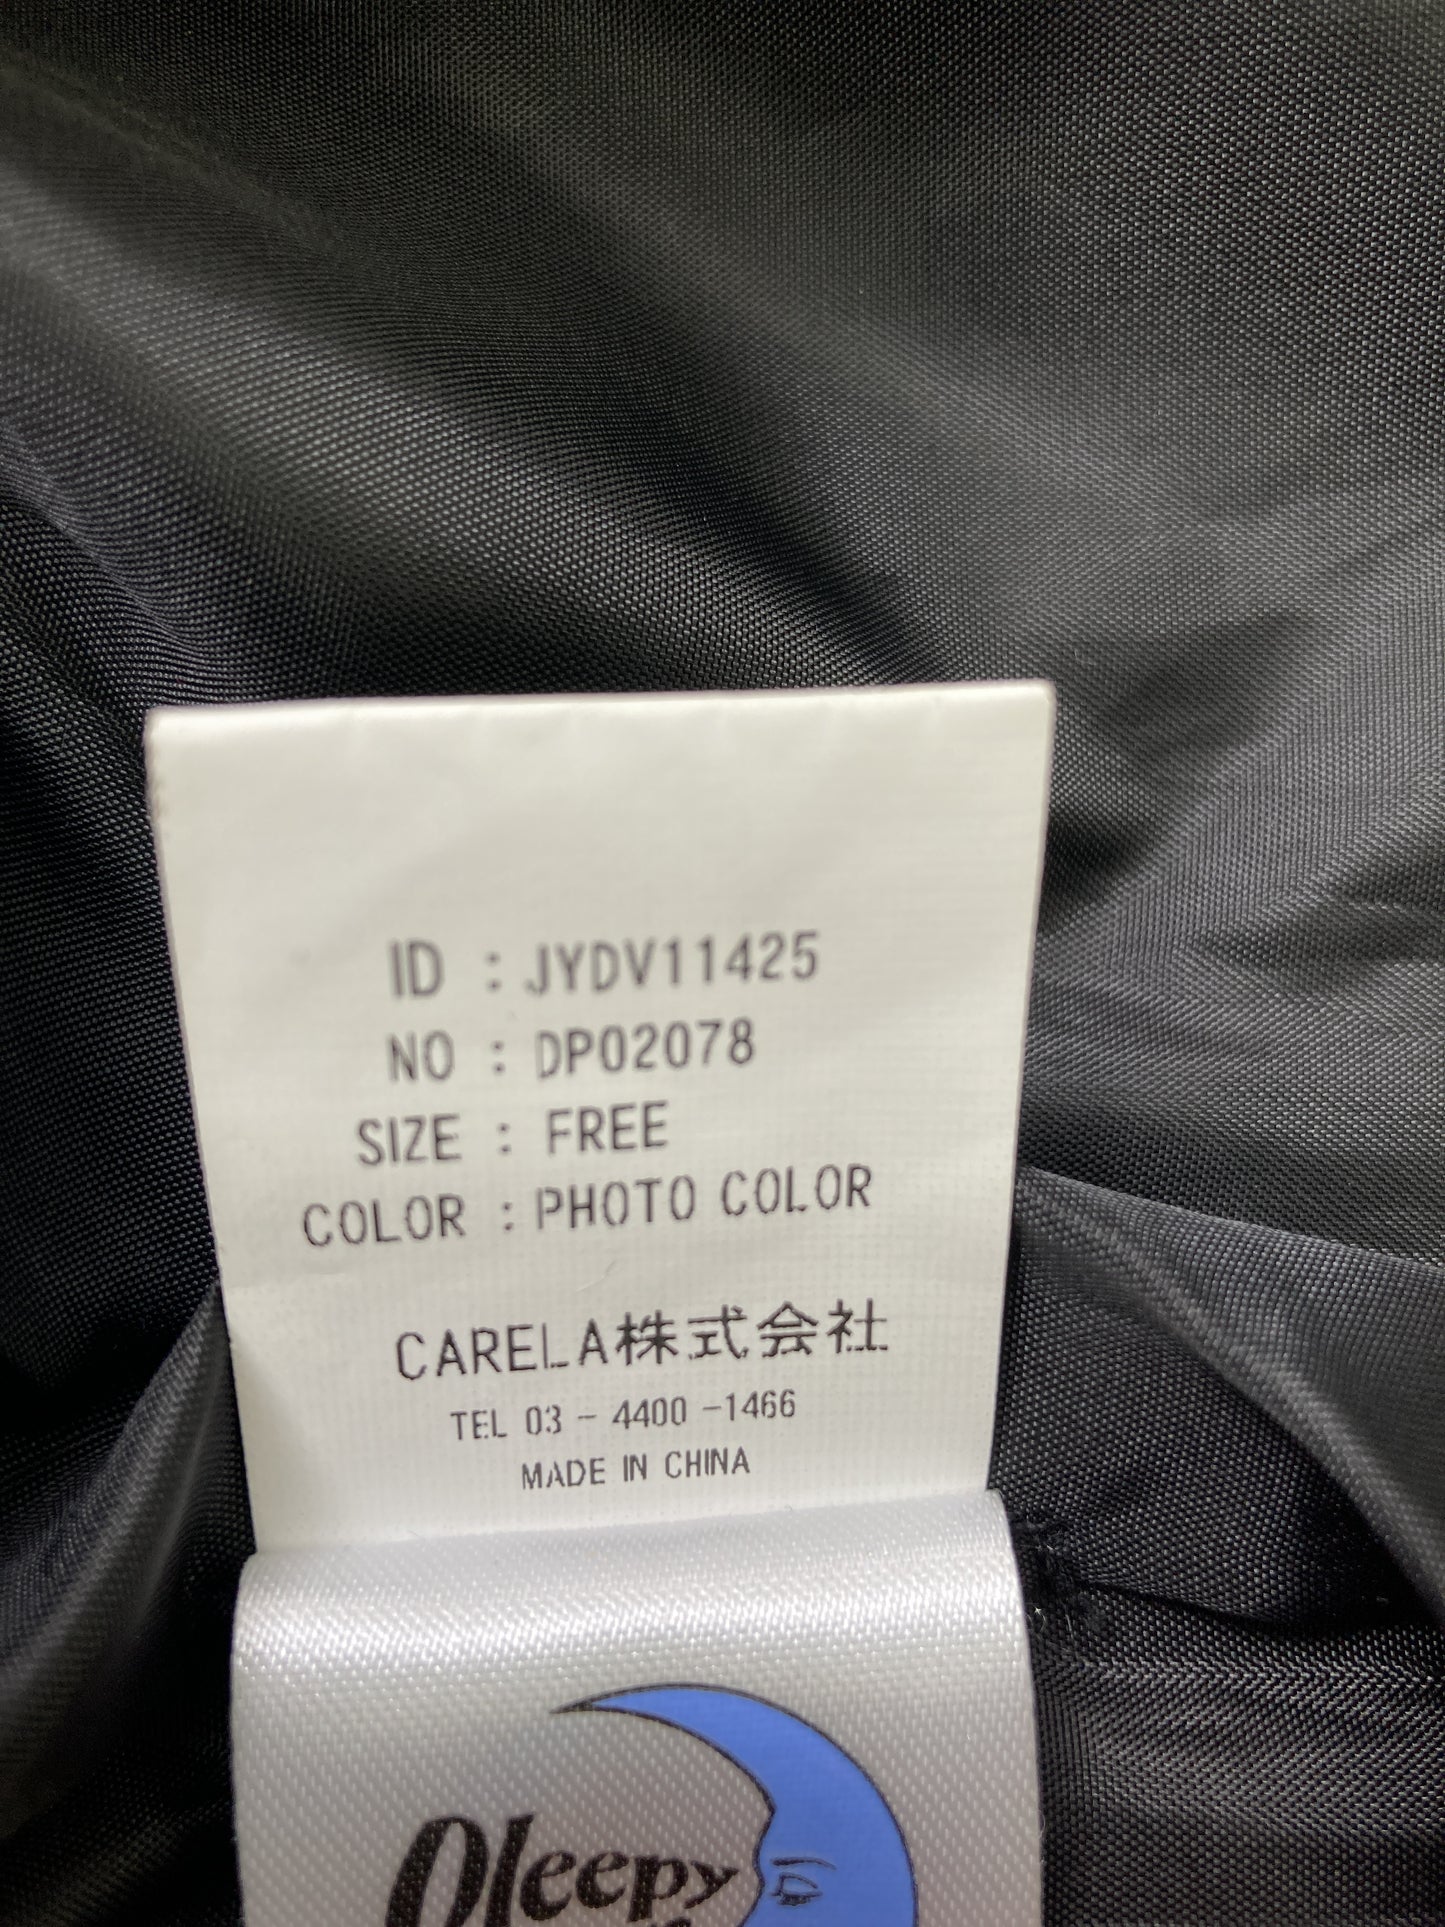 ID : JYDV11425
NO : DP02078
SIZE : FREE
COLOR : PHOTO COLOR
CARELA株式会社
TEL 03 - 4400 -1466
MADE IN CHINA